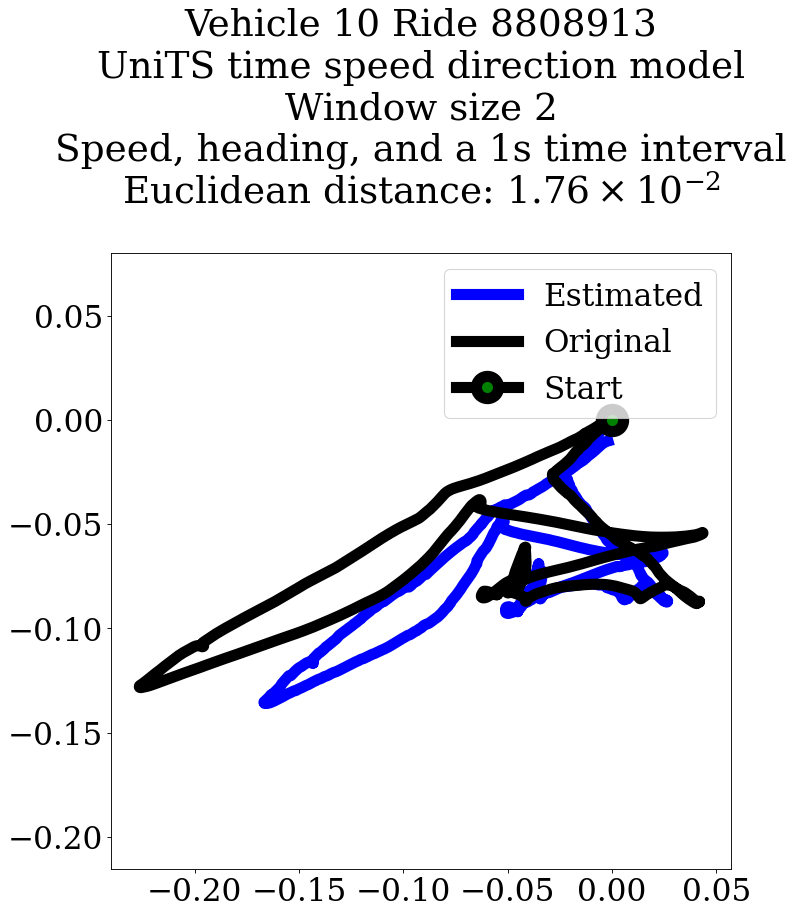 Vehicle 10 Ride 8808913
UniTS time speed direction model
Window size 2
Speed, heading, and a 1s time interval
Euclidean distance: 1.76 × 10⁻²
Estimated
Original
Start
0.05
0.00
−0.05
−0.10
−0.15
−0.20
−0.20 −0.15 −0.10 −0.05 0.00 0.05